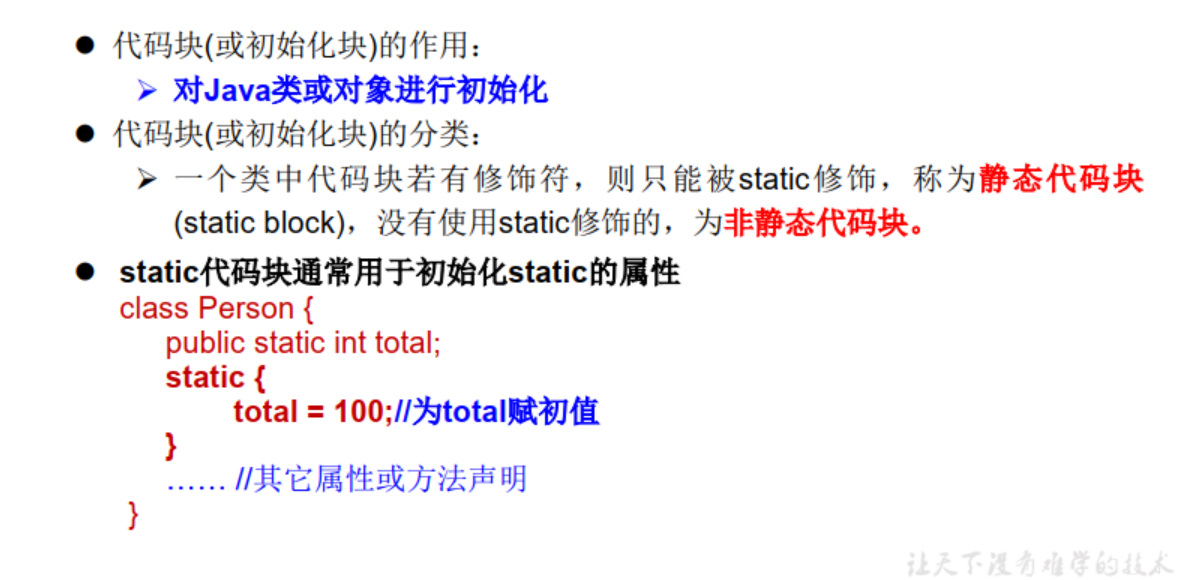 ● 代码块(或初始化块)的作用：
➢ 对Java类或对象进行初始化
● 代码块(或初始化块)的分类：
➢ 一个类中代码块若有修饰符，则只能被static修饰，称为静态代码块
(static block)，没有使用static修饰的，为非静态代码块。
● static代码块通常用于初始化static的属性
class Person {
public static int total;
static {
total = 100;//为total赋初值
}
…… //其它属性或方法声明
}
让天下没有难学的技术